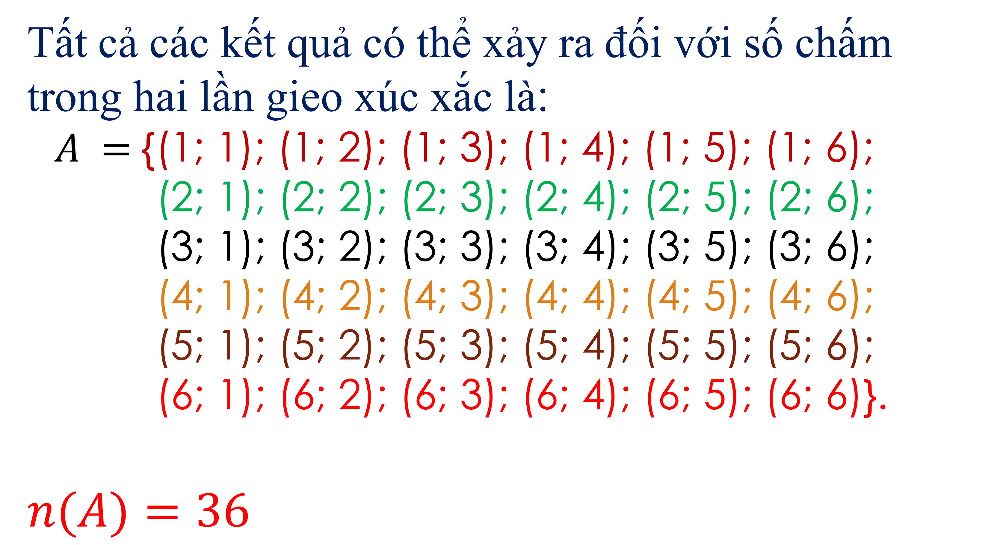 Tất cả các kết quả có thể xảy ra đối với số chấm
trong hai lần gieo xúc xắc là:
A = {(1; 1); (1; 2); (1; 3); (1; 4); (1; 5); (1; 6);
(2; 1); (2; 2); (2; 3); (2; 4); (2; 5); (2; 6);
(3; 1); (3; 2); (3; 3); (3; 4); (3; 5); (3; 6);
(4; 1); (4; 2); (4; 3); (4; 4); (4; 5); (4; 6);
(5; 1); (5; 2); (5; 3); (5; 4); (5; 5); (5; 6);
(6; 1); (6; 2); (6; 3); (6; 4); (6; 5); (6; 6)}.
n(A) = 36